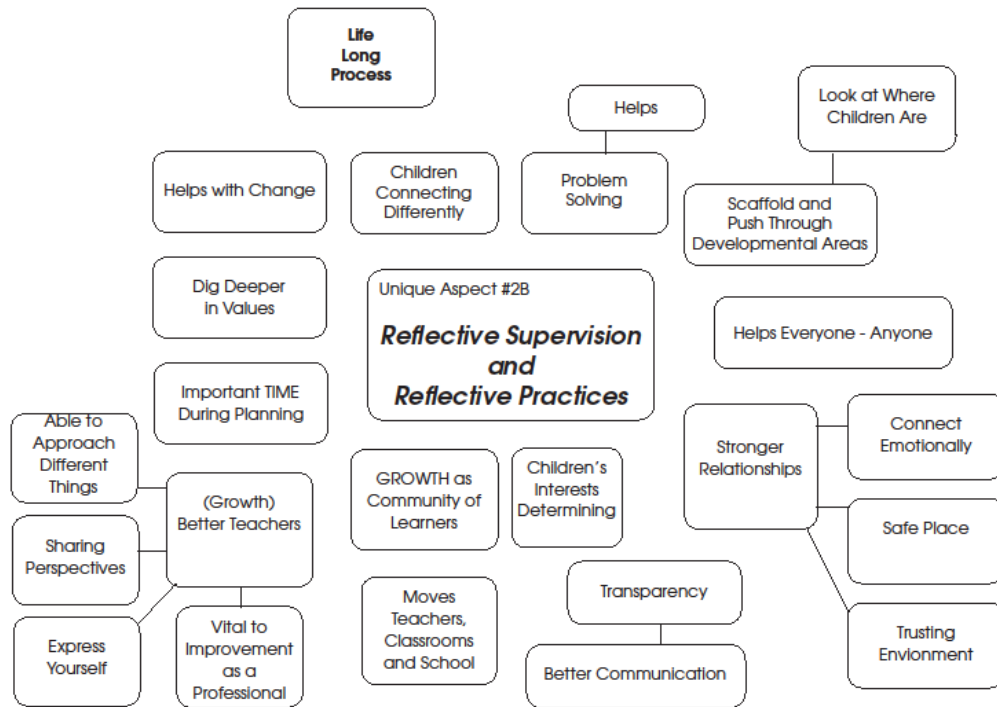 Life
Long
Process
Helps
Look at Where
Children Are
Helps with Change
Children
Connecting
Differently
Problem
Solving
Scaffold and
Push Through
Developmental Areas
Dig Deeper
in Values
Unique Aspect #2B
Reflective Supervision
and
Reflective Practices
Helps Everyone - Anyone
Important TIME
During Planning
Able to
Approach
Different
Things
(Growth)
Better Teachers
GROWTH as
Community of
Learners
Children's
Interests
Determining
Stronger
Relationships
Connect
Emotionally
Sharing
Perspectives
Safe Place
Express
Yourself
Vital to
Improvement
as a
Professional
Moves
Teachers,
Classrooms
and School
Transparency
Better Communication
Trusting
Envionment